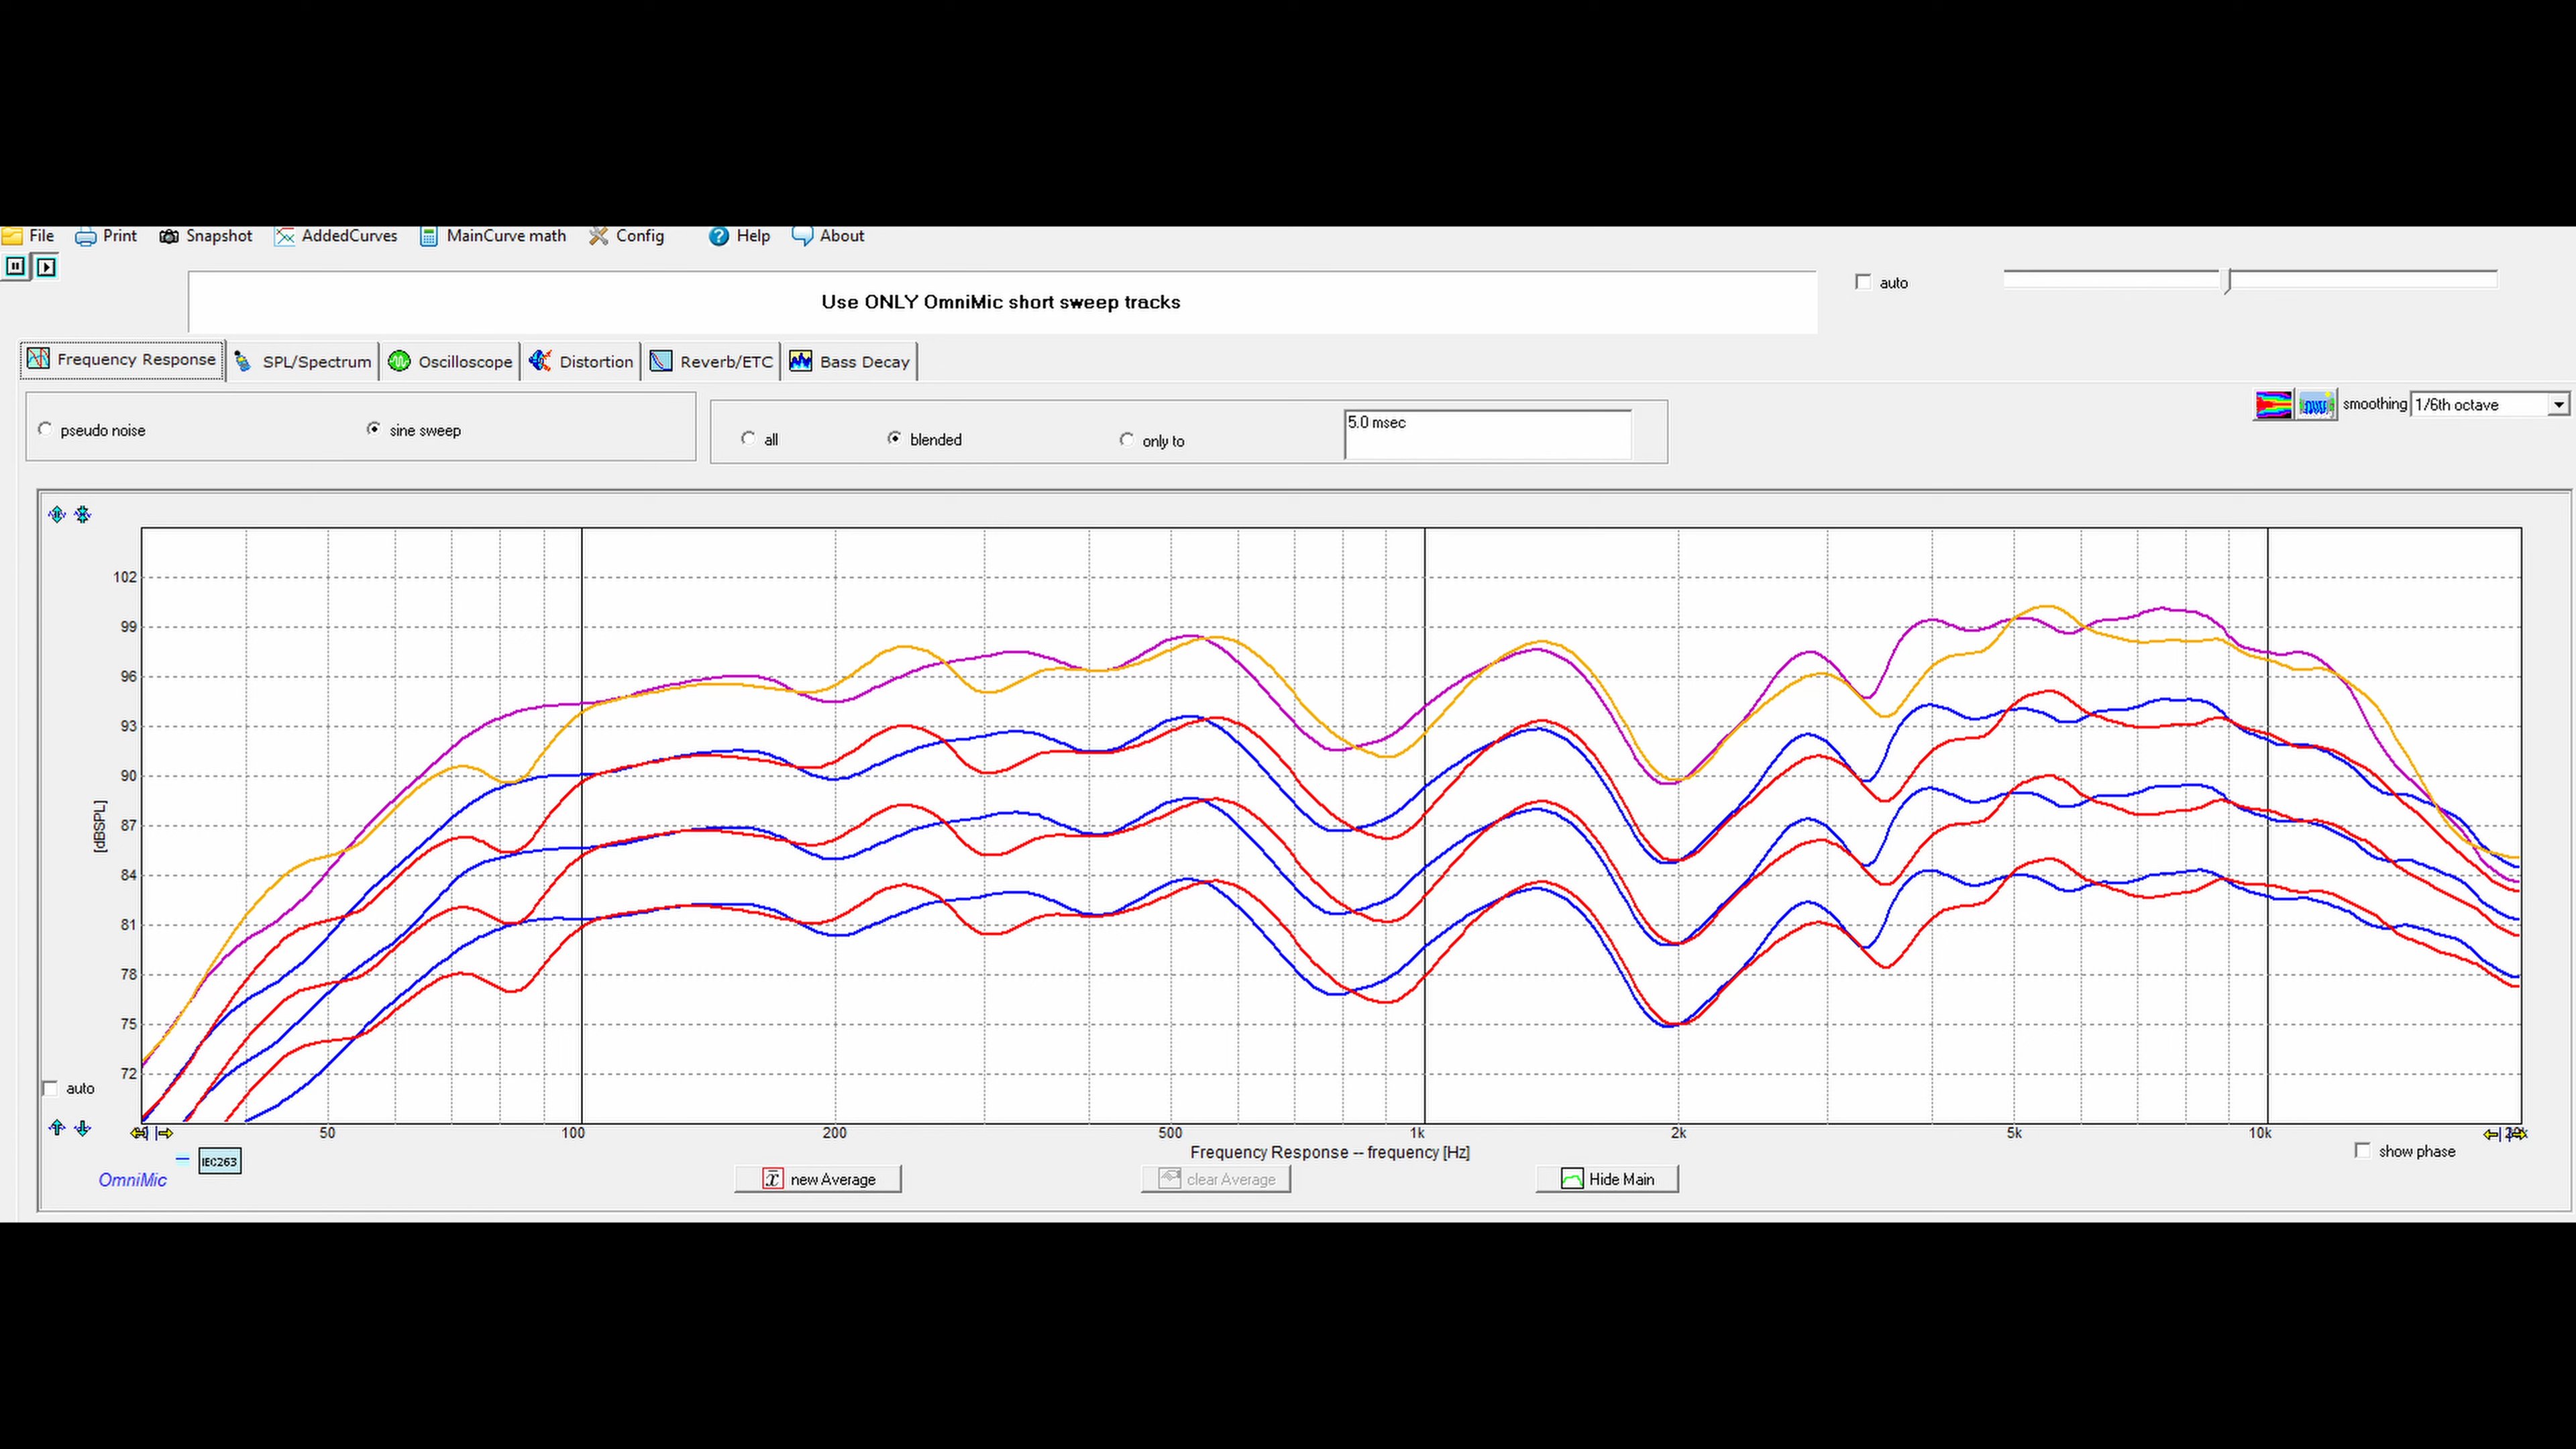 File Print Snapshot AddedCurves MainCurve math Config Help About
auto
Use ONLY OmniMic short sweep tracks
Frequency Response SPL/Spectrum Oscilloscope Distortion Reverb/ETC Bass Decay
smoothing 1/6th octave
pseudo noise sine sweep
all blended only to 5.0 msec
102
99
96
93
90
87
84
81
78
75
72
[dBSPL]
auto
50 100 200 500 1k 2k 5k 10k
Frequency Response -- frequency [Hz]
show phase
IEC263
OmniMic
new Average clear Average Hide Main